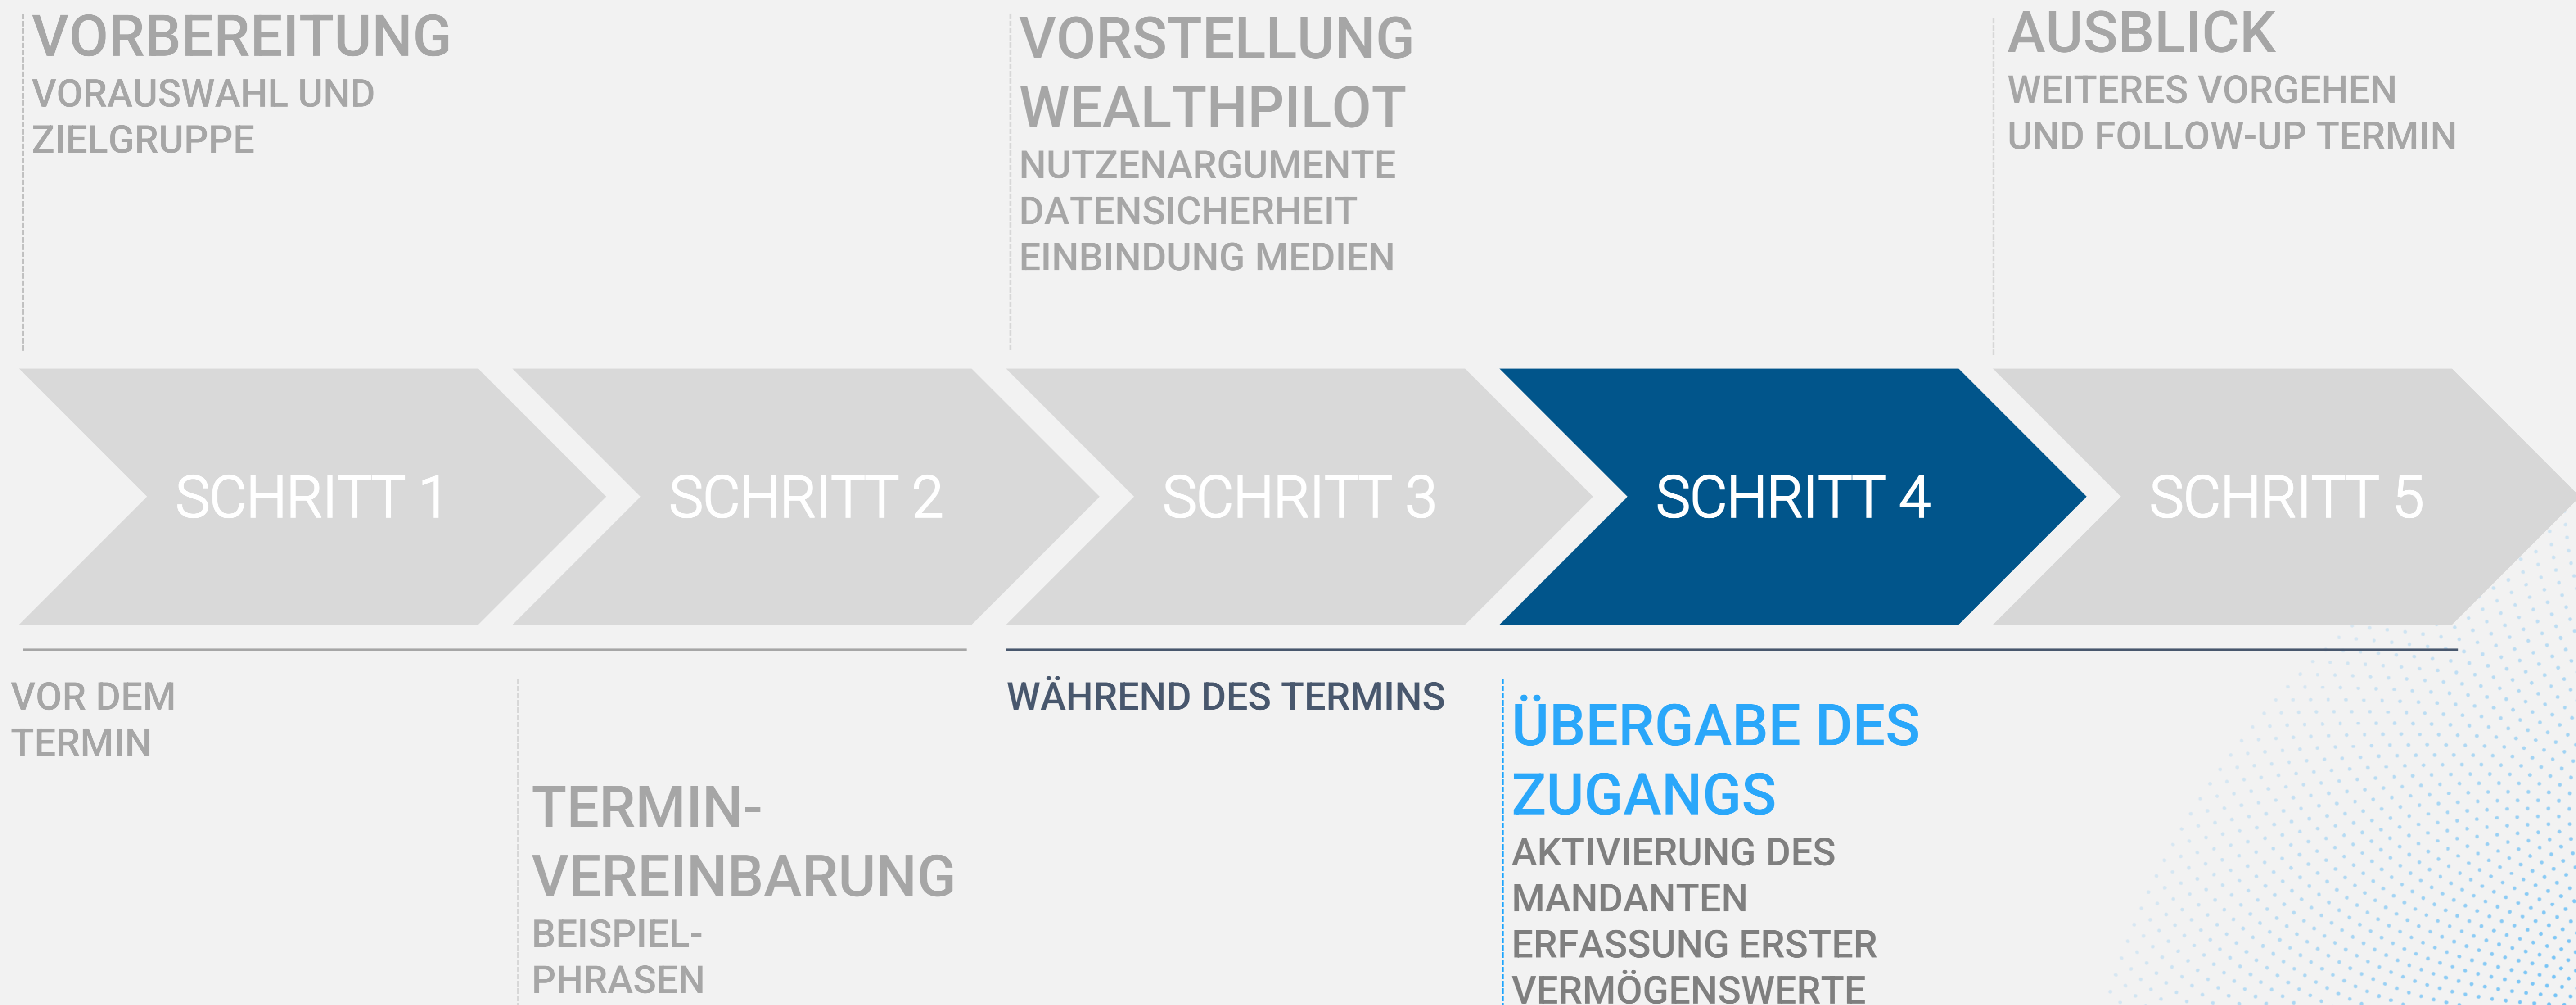 VORBEREITUNG
VORAUSWAHL UND
ZIELGRUPPE
VORSTELLUNG
WEALTHPILOT
NUTZENARGUMENTE
DATENSICHERHEIT
EINBINDUNG MEDIEN
AUSBLICK
WEITERES VORGEHEN
UND FOLLOW-UP TERMIN
SCHRITT 1
SCHRITT 2
SCHRITT 3
SCHRITT 4
SCHRITT 5
VOR DEM
TERMIN
TERMIN-
VEREINBARUNG
BEISPIEL-
PHRASEN
WÄHREND DES TERMINS
ÜBERGABE DES
ZUGANGS
AKTIVIERUNG DES
MANDANTEN
ERFASSUNG ERSTER
VERMÖGENSWERTE